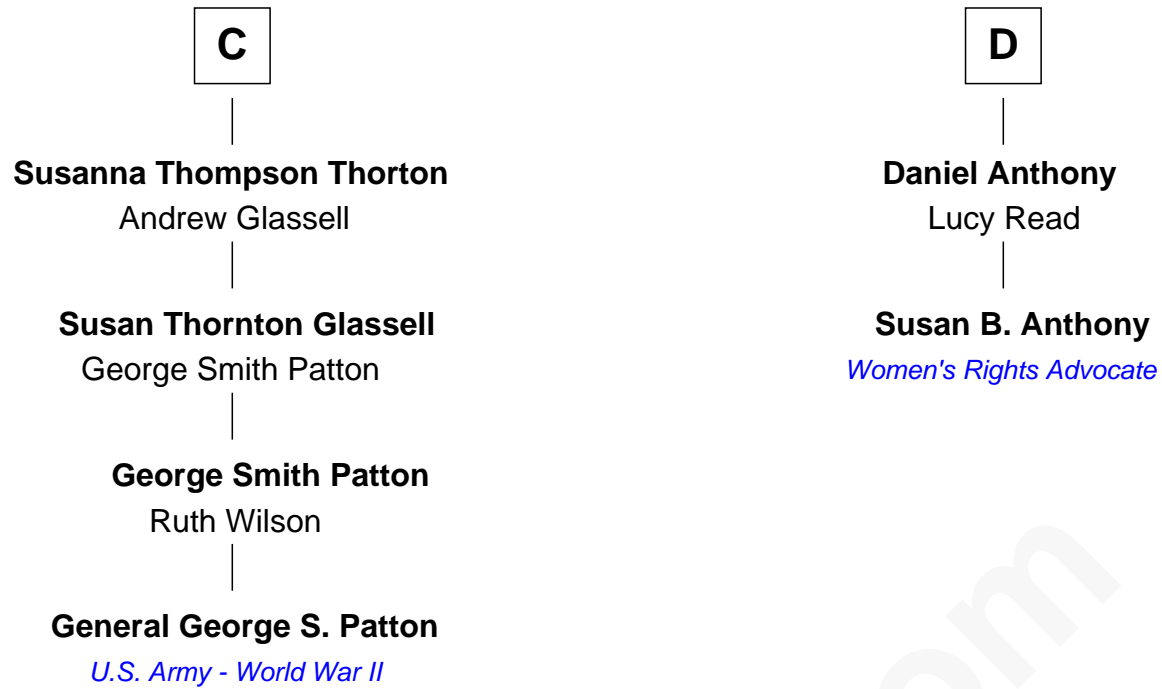 C
Susanna Thompson Thorton
Andrew Glassell
Susan Thornton Glassell
George Smith Patton
George Smith Patton
Ruth Wilson
General George S. Patton
U.S. Army - World War II
D
Daniel Anthony
Lucy Read
Susan B. Anthony
Women's Rights Advocate
om